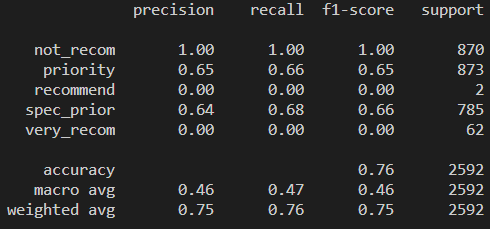 precision recall f1-score support
not_recom 1.00 1.00 1.00 870
priority 0.65 0.66 0.65 873
recommend 0.00 0.00 0.00 2
spec_prior 0.64 0.68 0.66 785
very_recom 0.00 0.00 0.00 62
accuracy 0.76 2592
macro avg 0.46 0.47 0.46 2592
weighted avg 0.75 0.76 0.75 2592